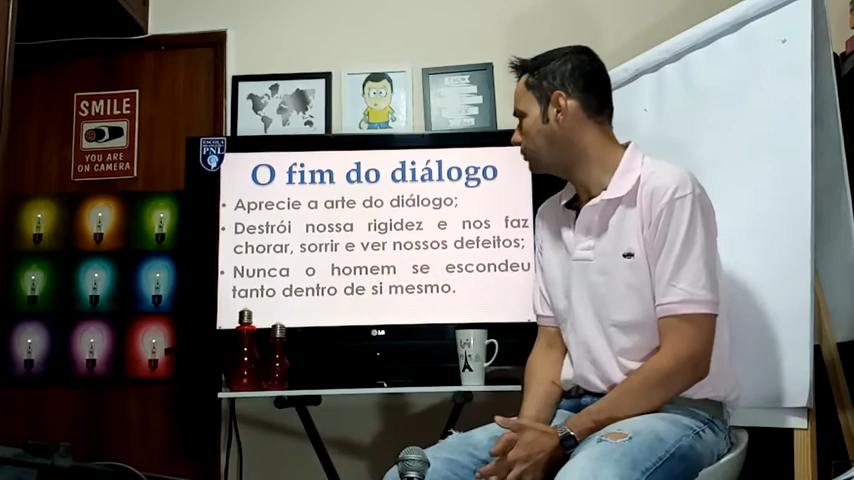 SMILE
YOU ARE
ON CAMERA
ESCOLA
PNL
O fim do diálogo
• Aprecie a arte do diálogo;
• Destrói nossa rigidez e nos faz
chorar, sorrir e ver nossos defeitos;
• Nunca o homem se escondeu
tanto dentro de si mesmo.
LG